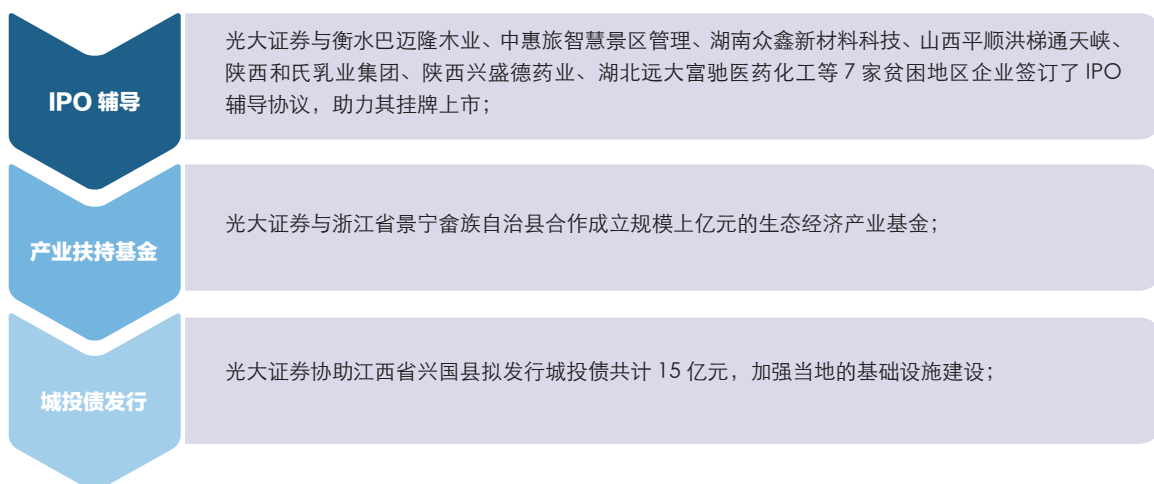 IPO 辅导
光大证券与衡水巴迈隆木业、中惠旅智慧景区管理、湖南众鑫新材料科技、山西平顺洪梯通天峡、
陕西和氏乳业集团、陕西兴盛德药业、湖北远大富驰医药化工等 7 家贫困地区企业签订了 IPO
辅导协议，助力其挂牌上市；
产业扶持基金
光大证券与浙江省景宁畲族自治县合作成立规模上亿元的生态经济产业基金；
城投债发行
光大证券协助江西省兴国县拟发行城投债共计 15 亿元，加强当地的基础设施建设；